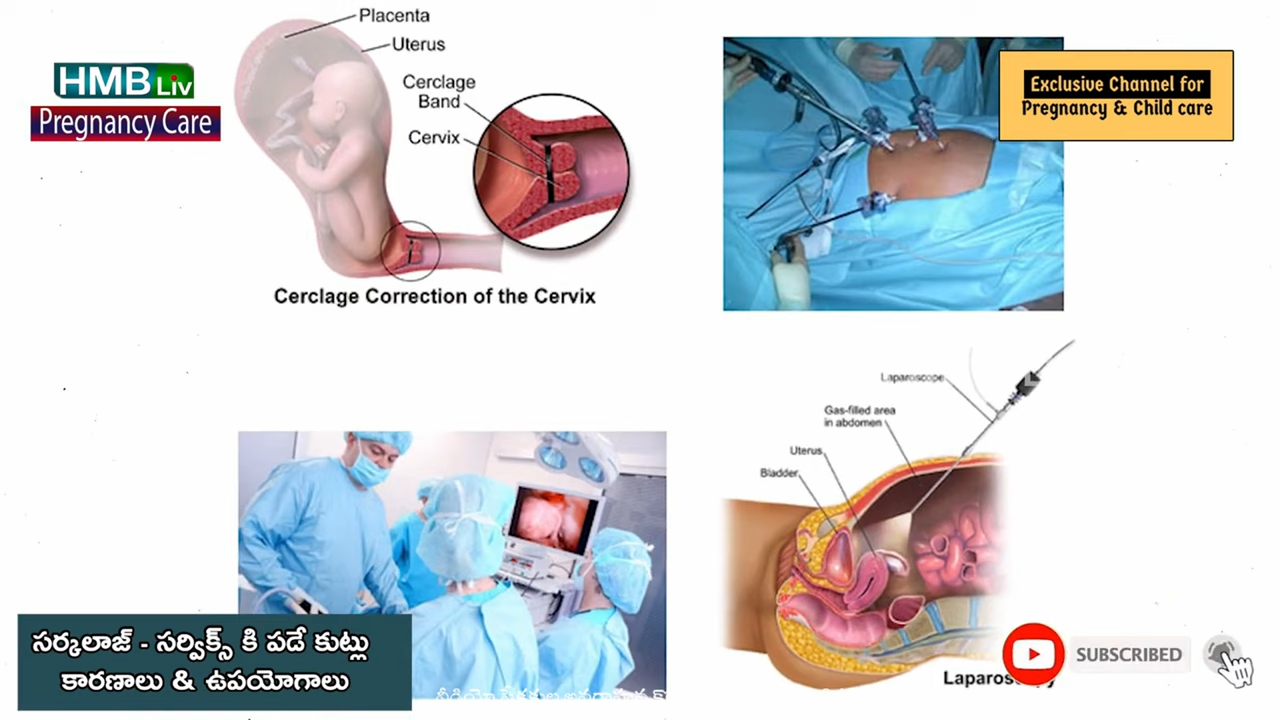 Placenta
Uterus
Cerclage
Band
Cervix
Cerclage Correction of the Cervix
HMB Liv
Pregnancy Care
Exclusive Channel for
Pregnancy & Child care
Laparoscope
Gas-filled area
in abdomen
Uterus
Bladder
సర్కలాజ్ - సర్విక్స్ కి పడే కుట్లు
కారణాలు & ఉపయోగాలు
SUBSCRIBED